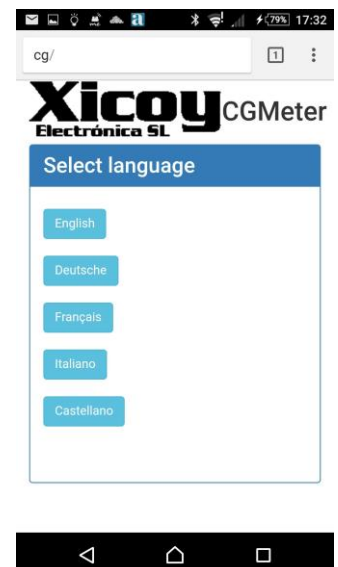 79% 17:32
cg/
1
Xicoy CGMeter
Electrónica SL
Select language
English
Deutsche
Français
Italiano
Castellano